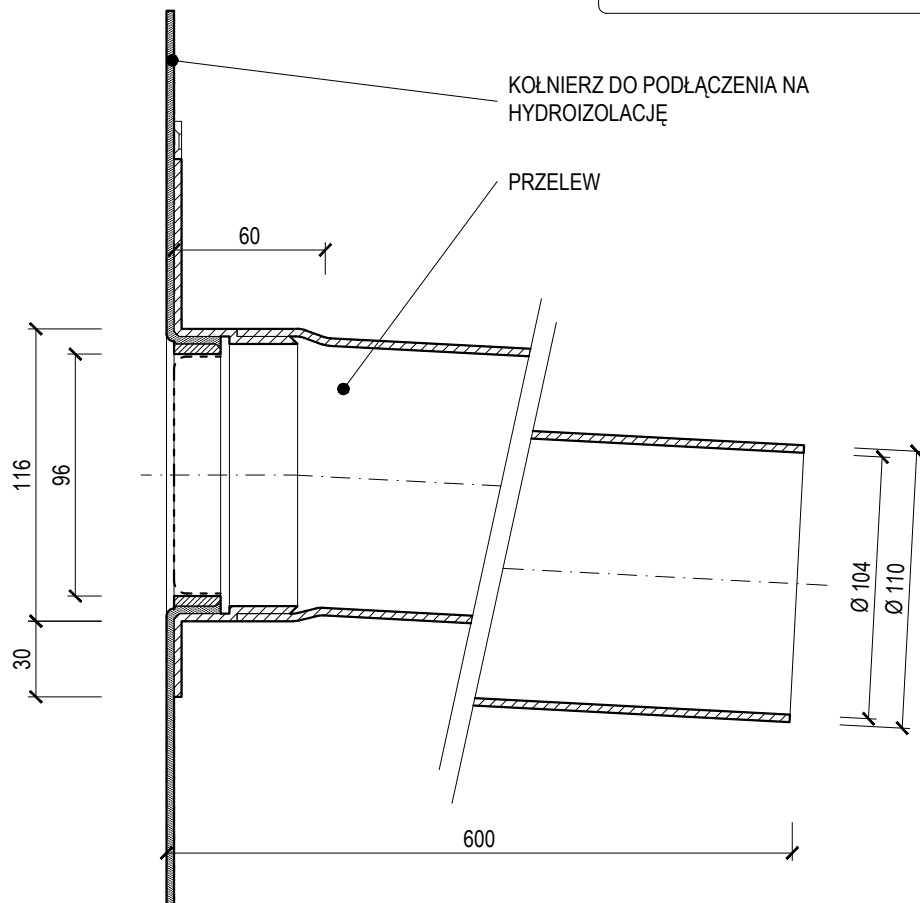 KOŁNIERZ DO PODŁĄCZENIA NA
HYDROIZOLACJĘ
PRZELEW
60
116
96
30
Ø 104
Ø 110
600